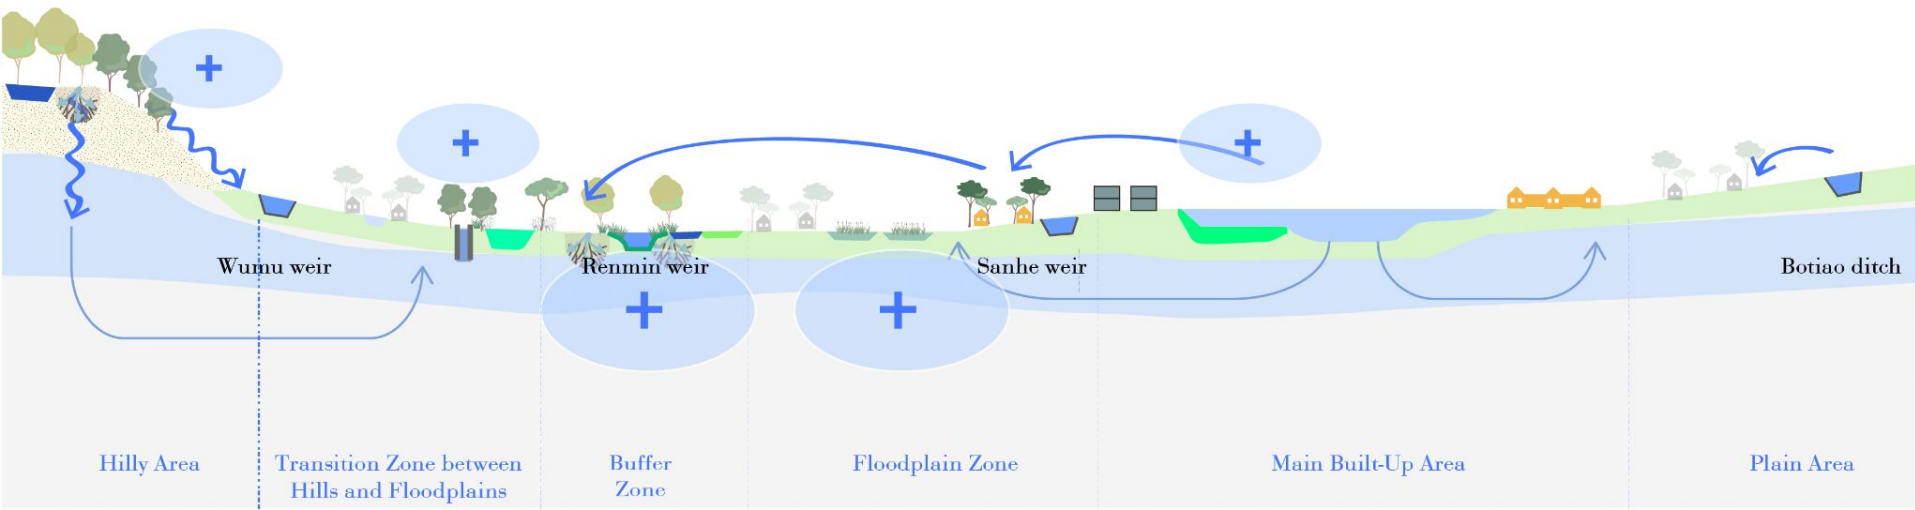 Wumu weir
Renmin weir
Sanhe weir
Botiao ditch
Hilly Area
Transition Zone between
Hills and Floodplains
Buffer
Zone
Floodplain Zone
Main Built-Up Area
Plain Area